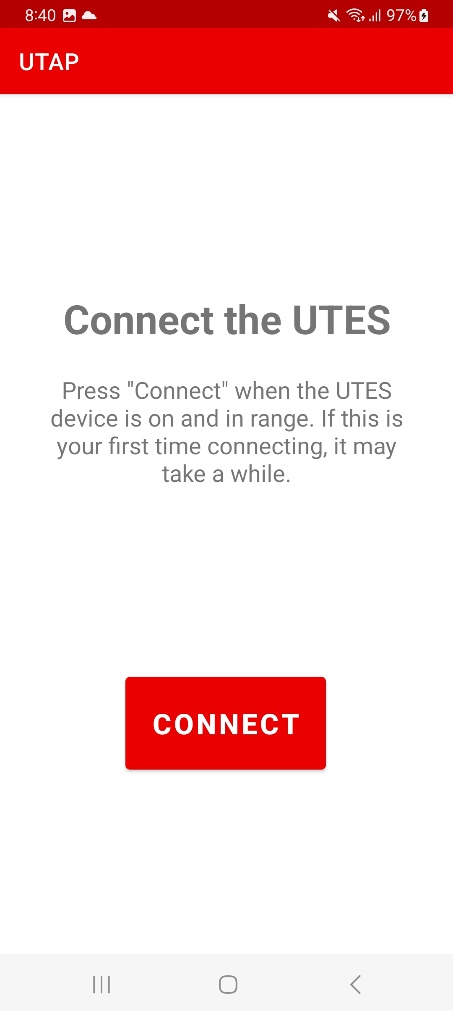 8:40 97%
UTAP
Connect the UTES
Press "Connect" when the UTES
device is on and in range. If this is
your first time connecting, it may
take a while.
CONNECT